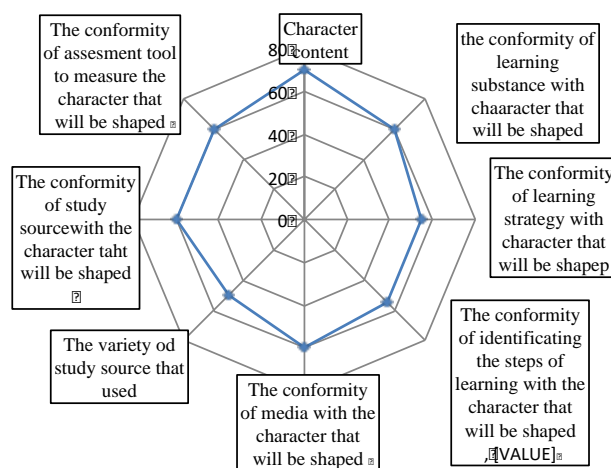 Character
content
80
60
40
20
0
the conformity of
learning
substance with
chaaracter that
will be shaped
The conformity
of learning
strategy with
character that
will be shapep
The conformity
of identificating
the steps of
learning with the
character that
will be shaped
, [VALUE]
The conformity
of media with the
character that
will be shaped
The variety od
study source that
used
The conformity
of study
sourcewith the
character taht
will be shaped
The conformity
of assesment tool
to measure the
character that
will be shaped